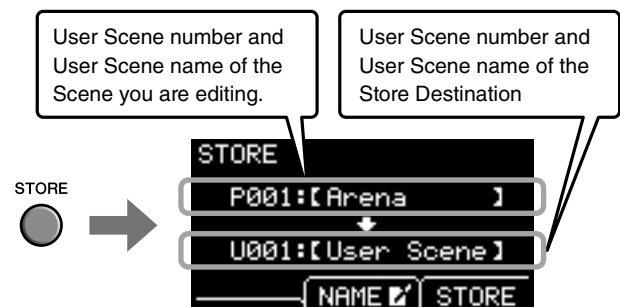 User Scene number and
User Scene name of the
Scene you are editing.
User Scene number and
User Scene name of the
Store Destination
STORE
STORE
P001:[Arena     ]
U001:[User Scene]
NAME
STORE